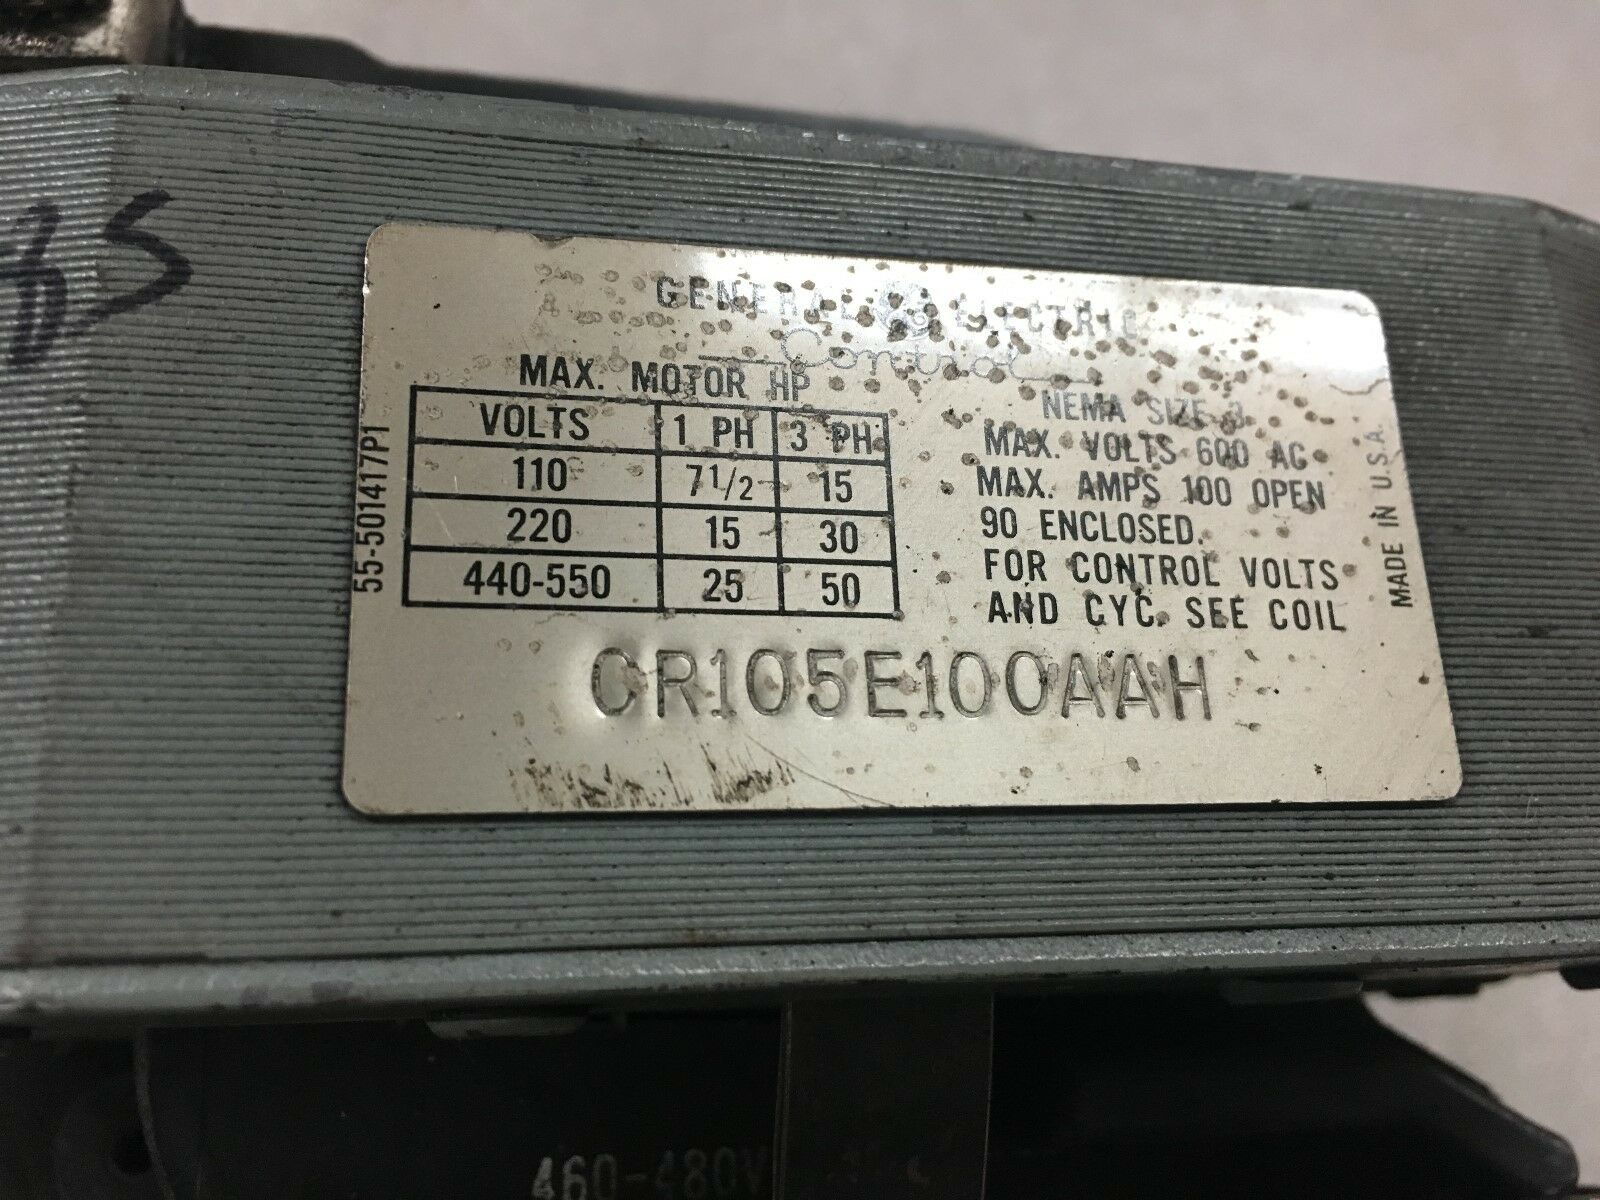 GENERAL ELECTRIC
Control
MAX. MOTOR HP
VOLTS 1 PH 3 PH
110 7 1/2 15
220 15 30
440-550 25 50
NEMA SIZE 3
MAX. VOLTS 600 AC
MAX. AMPS 100 OPEN
90 ENCLOSED.
FOR CONTROL VOLTS
AND CYC. SEE COIL
CR105E100AAH
55-501417P1
MADE IN U.S.A.
460-480V